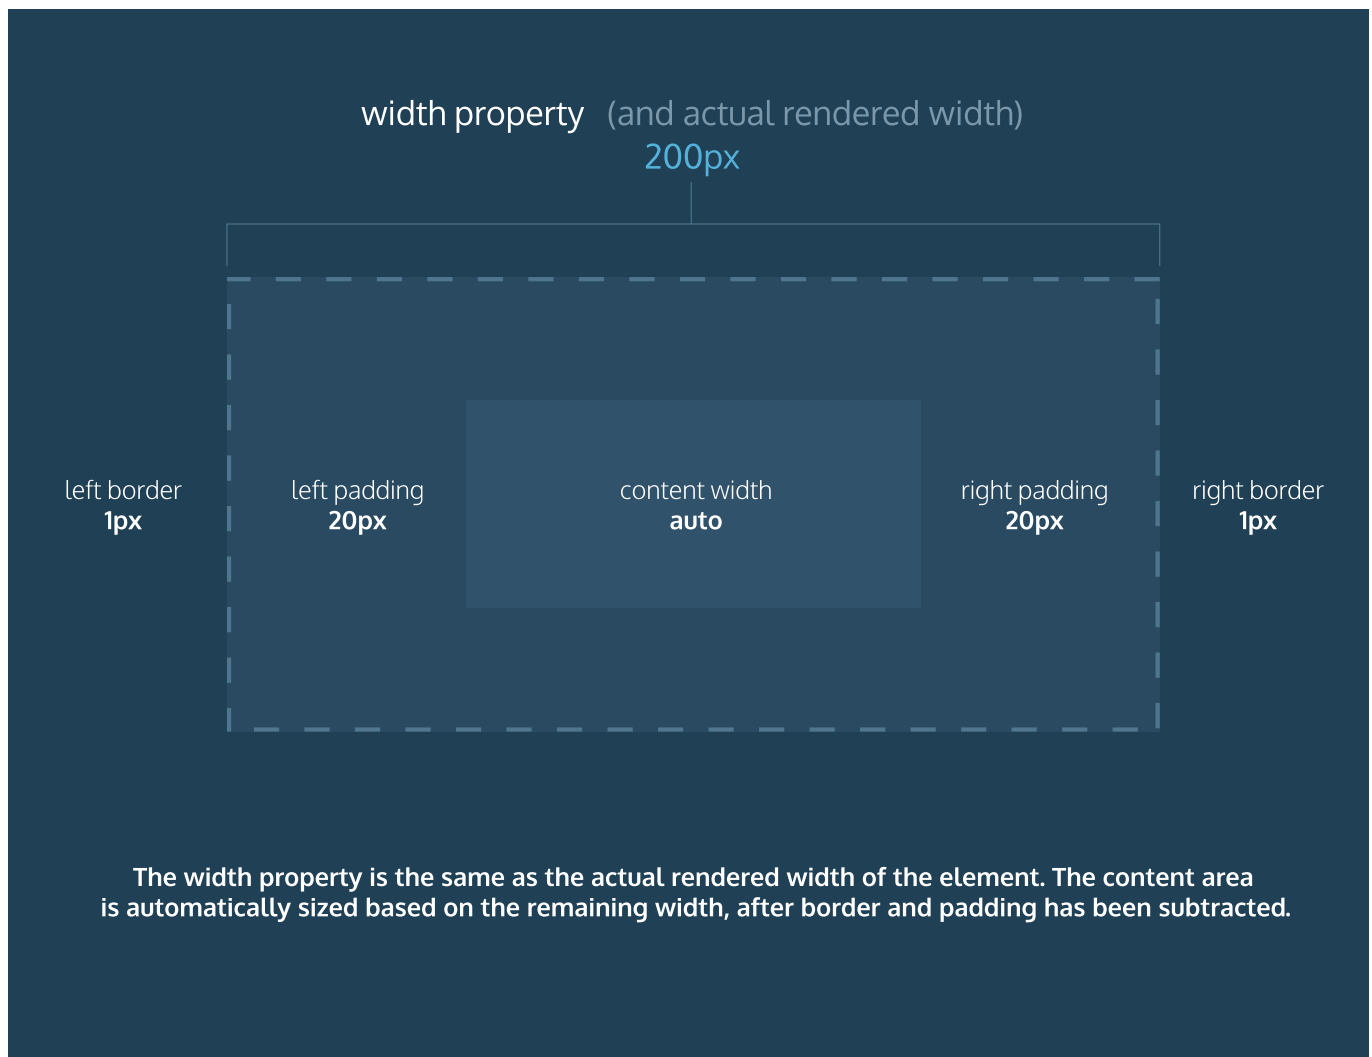 width property (and actual rendered width)
200px
left border
1px
left padding
20px
content width
auto
right padding
20px
right border
1px
The width property is the same as the actual rendered width of the element. The content area
is automatically sized based on the remaining width, after border and padding has been subtracted.